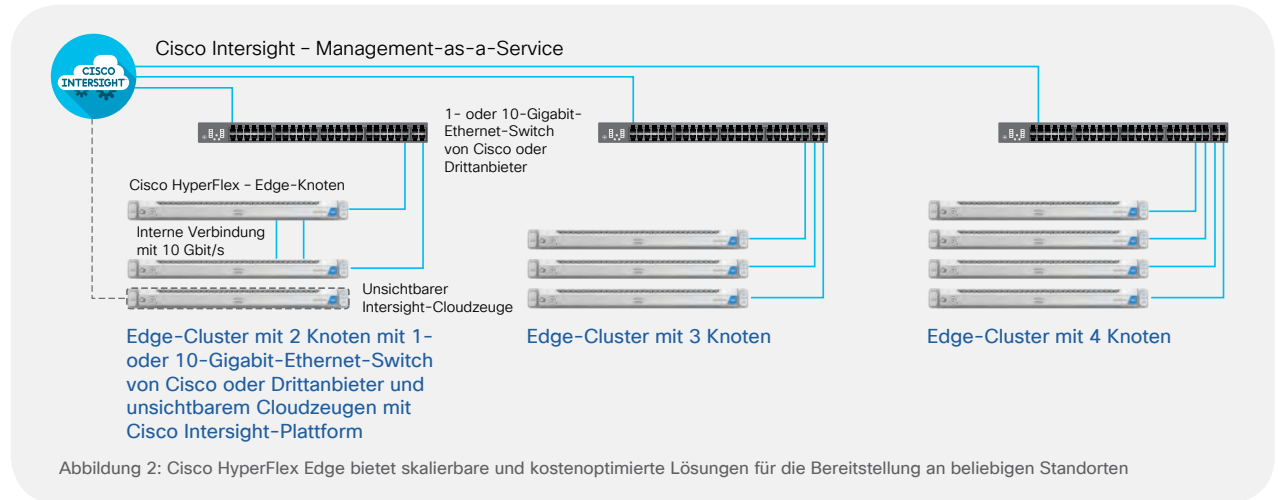 Cisco Intersight – Management-as-a-Service
CISCO
INTERSIGHT
1- oder 10-Gigabit-
Ethernet-Switch
von Cisco oder
Drittanbieter
Cisco HyperFlex – Edge-Knoten
Interne Verbindung
mit 10 Gbit/s
Unsichtbarer
Intersight-Cloudzeuge
Edge-Cluster mit 2 Knoten mit 1-
oder 10-Gigabit-Ethernet-Switch
von Cisco oder Drittanbieter und
unsichtbarem Cloudzeugen mit
Cisco Intersight-Plattform
Edge-Cluster mit 3 Knoten
Edge-Cluster mit 4 Knoten
Abbildung 2: Cisco HyperFlex Edge bietet skalierbare und kostenoptimierte Lösungen für die Bereitstellung an beliebigen Standorten